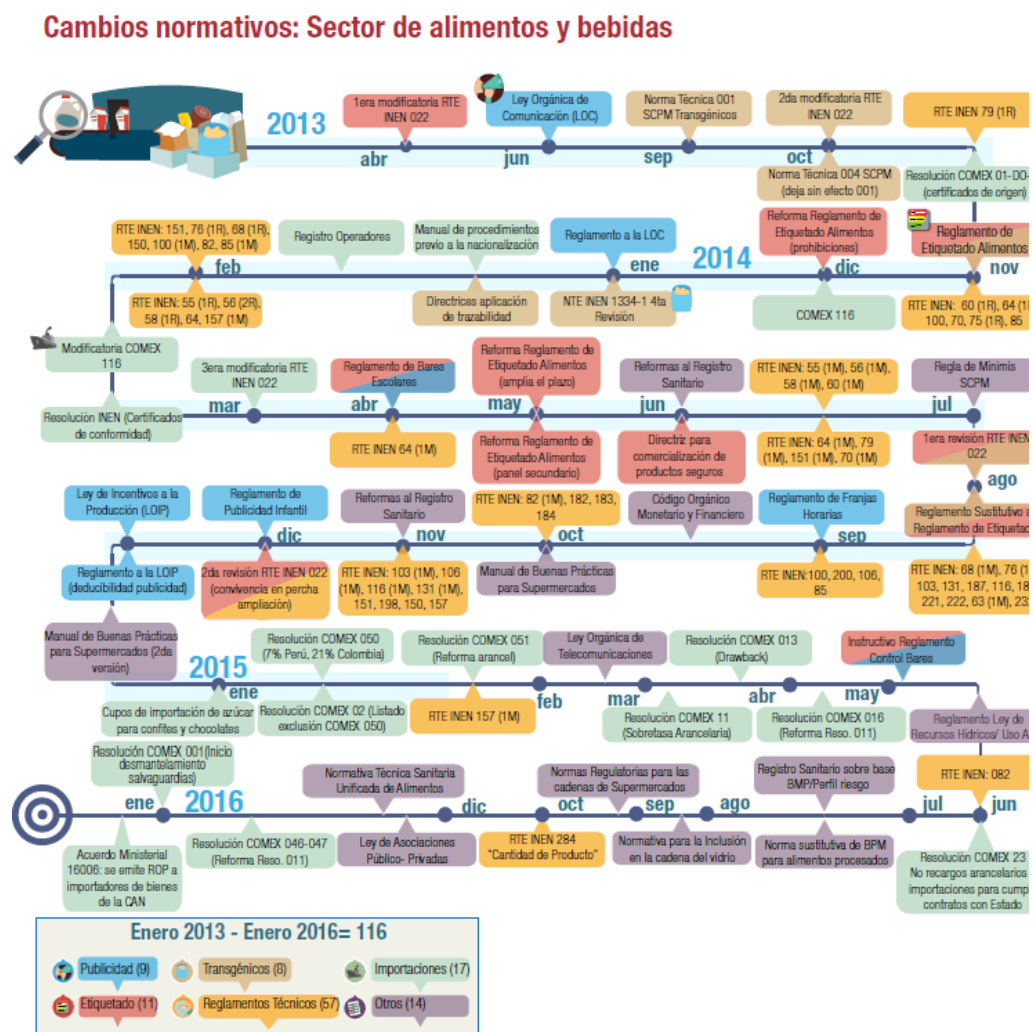 Cambios normativos: Sector de alimentos y bebidas
1era modificatoria RTE
INEN 022
Ley Orgánica de
Comunicación (LOC)
Norma Técnica 001
SCPM Transgénicos
2da modificatoria RTE
INEN 022
RTE INEN 79 (1R)
2013
abr
jun
sep
oct
Norma Técnica 004 SCPM
(deja sin efecto 001)
Resolución COMEX 01-DO-
(certificados de origen)
RTE INEN: 151, 76 (1R), 68 (1R),
150, 100 (1M), 82, 85 (1M)
Registro Operadores
Manual de procedimientos
previo a la nacionalización
Reglamento a la LOC
Reforma Reglamento de
Etiquetado Alimentos
(prohibiciones)
Reglamento de
Etiquetado Alimentos
feb
ene
2014
dic
nov
RTE INEN: 55 (1R), 56 (2R),
58 (1R), 64, 157 (1M)
Directrices aplicación
de trazabilidad
NTE INEN 1334-1 4ta
Revisión
COMEX 116
RTE INEN: 60 (1R), 64 (1
100, 70, 75 (1R), 85
Modificatoria COMEX
116
3era modificatoria RTE
INEN 022
Reglamento de Bares
Escolares
Reforma Reglamento de
Etiquetado Alimentos
(amplia el plazo)
Reformas al Registro
Sanitario
RTE INEN: 55 (1M), 56 (1M),
58 (1M), 60 (1M)
Regla de Minimis
SCPM
Resolución INEN (Certificados
de conformidad)
mar
abr
may
jun
jul
RTE INEN 64 (1M)
Reforma Reglamento de
Etiquetado Alimentos
(panel secundario)
Directriz para
comercialización de
productos seguros
RTE INEN: 64 (1M), 79
(1M), 151 (1M), 70 (1M)
1era revisión RTE INEN
022
ago
Ley de Incentivos a la
Producción (LOIP)
Reglamento de
Publicidad Infantil
Reformas al Registro
Sanitario
RTE INEN: 82 (1M), 182, 183,
184
Código Orgánico
Monetario y Financiero
Reglamento de Franjas
Horarias
Reglamento Sustitutivo a
Reglamento de Etiquetad
dic
nov
oct
sep
Reglamento a la LOIP
(deducibilidad publicidad)
2da revisión RTE INEN 022
(convivencia en percha
ampliación)
RTE INEN: 103 (1M), 106
(1M), 116 (1M), 131 (1M),
151, 198, 150, 157
Manual de Buenas Prácticas
para Supermercados
RTE INEN:100, 200, 106,
85
RTE INEN: 68 (1M), 76 (1
103, 131, 187, 116, 18
221, 222, 63 (1M), 23
Manual de Buenas Prácticas
para Supermercados (2da
versión)
Resolución COMEX 050
(7% Perú, 21% Colombia)
Resolución COMEX 051
(Reforma arancel)
Ley Orgánica de
Telecomunicaciones
Resolución COMEX 013
(Drawback)
Instructivo Reglamento
Control Bares
2015
ene
feb
mar
abr
may
Cupos de importación de azúcar
para confites y chocolates
Resolución COMEX 02 (Listado
exclusión COMEX 050)
RTE INEN 157 (1M)
Resolución COMEX 11
(Sobretasa Arancelaria)
Resolución COMEX 016
(Reforma Reso. 011)
Reglamento Ley de
Recursos Hídricos/ Uso A
Resolución COMEX 001(Inicio
desmantelamiento
salvaguardias)
Normativa Técnica Sanitaria
Unificada de Alimentos
Normas Regulatorias para las
cadenas de Supermercados
Registro Sanitario sobre base
BMP/Perfil riesgo
RTE INEN: 082
ene
2016
dic
oct
sep
ago
jul
jun
Acuerdo Ministerial
16006: se emite ROP a
importadores de bienes
de la CAN
Resolución COMEX 046-047
(Reforma Reso. 011)
Ley de Asociaciones
Público- Privadas
RTE INEN 284
"Cantidad de Producto"
Normativa para la Inclusión
en la cadena del vidrio
Norma sustitutiva de BPM
para alimentos procesados
Resolución COMEX 23
No recargos arancelarios
importaciones para cump
contratos con Estado
Enero 2013 - Enero 2016= 116
Publicidad (9)
Transgénicos (8)
Importaciones (17)
Etiquetado (11)
Reglamentos Técnicos (57)
Otros (14)